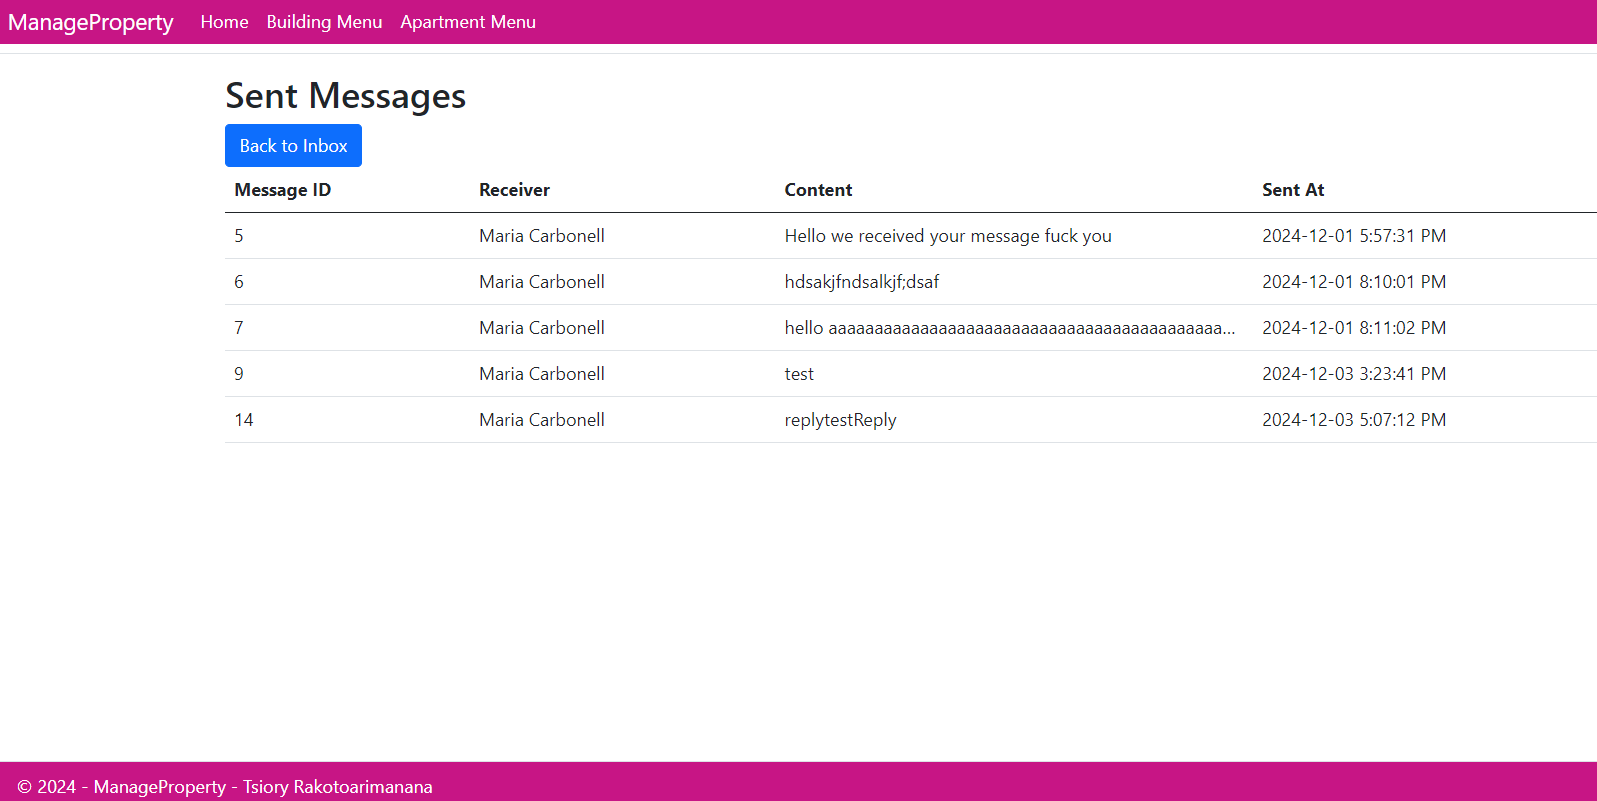 ManageProperty Home Building Menu Apartment Menu
Sent Messages
Back to Inbox
Message ID Receiver Content Sent At
5 Maria Carbonell Hello we received your message fuck you 2024-12-01 5:57:31 PM
6 Maria Carbonell hdsakjfndsalkjf;dsaf 2024-12-01 8:10:01 PM
7 Maria Carbonell hello aaaaaaaaaaaaaaaaaaaaaaaaaaaaaaaaaaaaaaaaaaa... 2024-12-01 8:11:02 PM
9 Maria Carbonell test 2024-12-03 3:23:41 PM
14 Maria Carbonell replytestReply 2024-12-03 5:07:12 PM
© 2024 - ManageProperty - Tsiory Rakotoarimanana